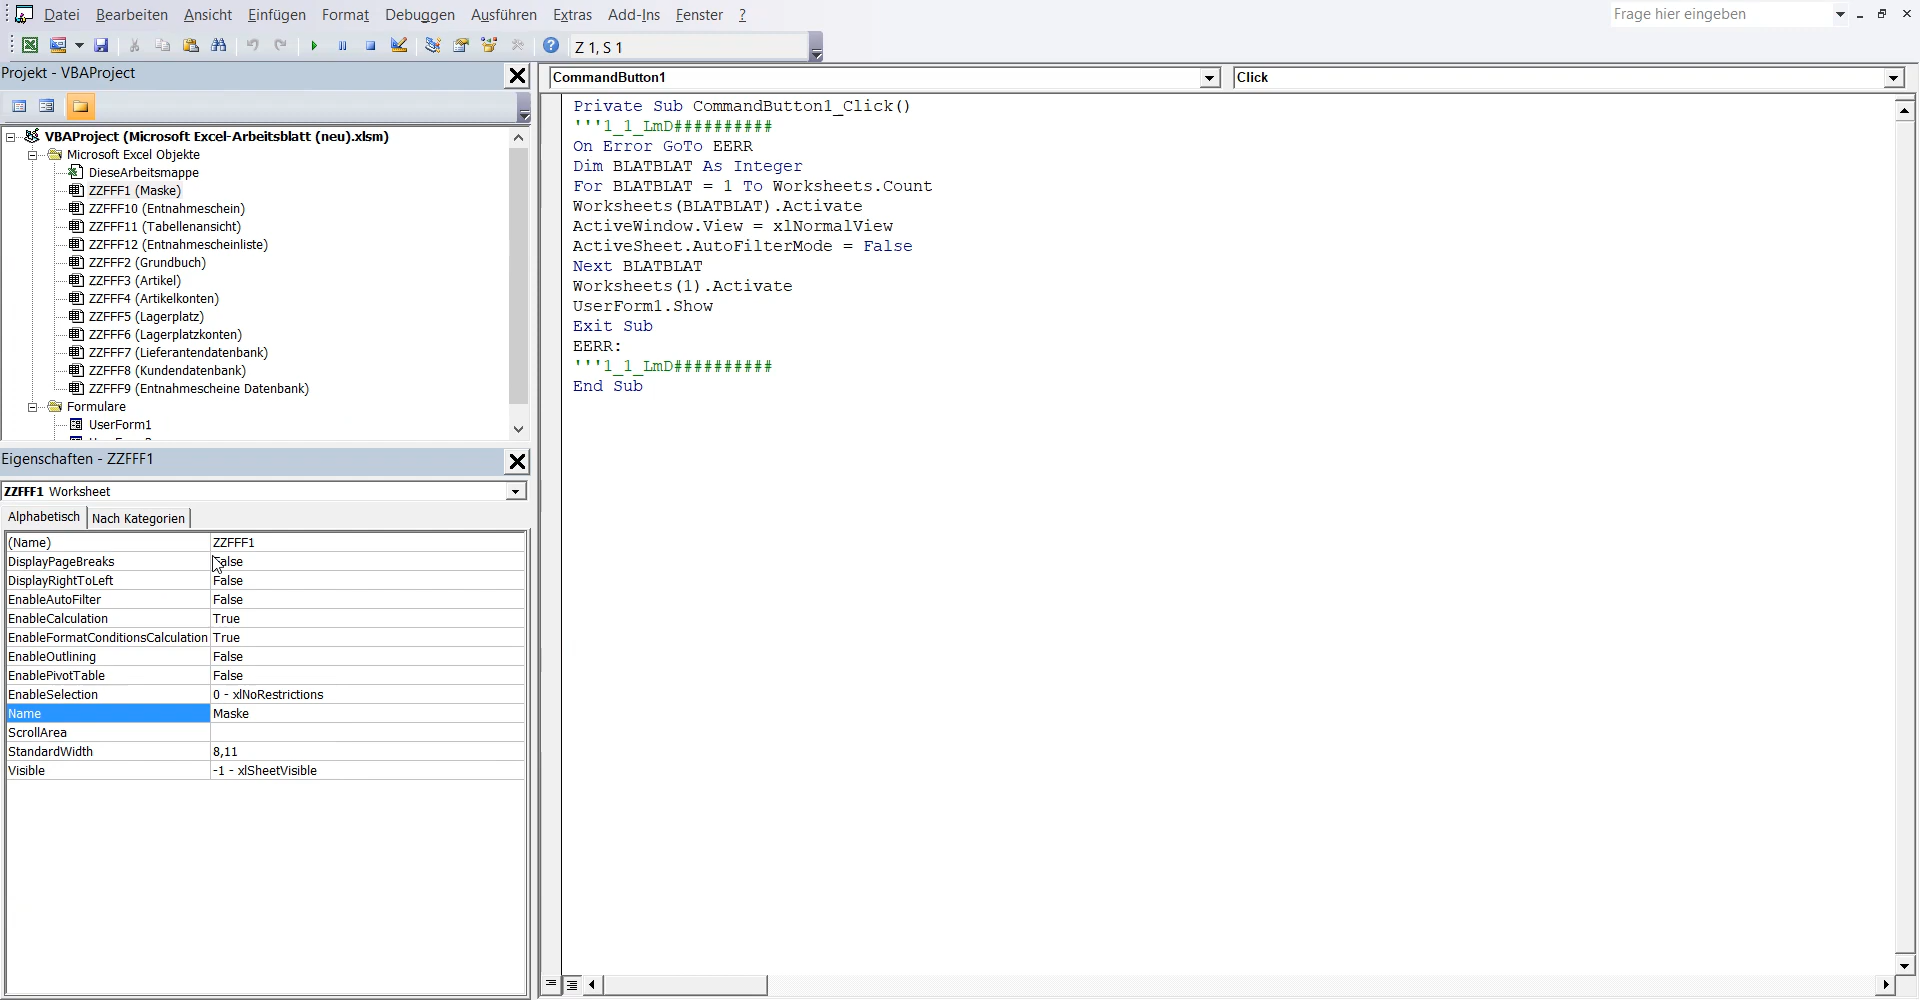 Datei Bearbeiten Ansicht Einfügen Format Debuggen Ausführen Extras Add-Ins Fenster ? Frage hier eingeben
Z 1, S 1
Projekt - VBAProject
VBAProject (Microsoft Excel-Arbeitsblatt (neu).xlsm)
Microsoft Excel Objekte
DieseArbeitsmappe
ZZFFF1 (Maske)
ZZFFF10 (Entnahmeschein)
ZZFFF11 (Tabellenansicht)
ZZFFF12 (Entnahmescheinliste)
ZZFFF2 (Grundbuch)
ZZFFF3 (Artikel)
ZZFFF4 (Artikelkonten)
ZZFFF5 (Lagerplatz)
ZZFFF6 (Lagerplatzkonten)
ZZFFF7 (Lieferantendatenbank)
ZZFFF8 (Kundendatenbank)
ZZFFF9 (Entnahmescheine Datenbank)
Formulare
UserForm1
Eigenschaften - ZZFFF1
ZZFFF1 Worksheet
Alphabetisch Nach Kategorien
(Name) ZZFFF1
DisplayPageBreaks False
DisplayRightToLeft False
EnableAutoFilter False
EnableCalculation True
EnableFormatConditionsCalculation True
EnableOutlining False
EnablePivotTable False
EnableSelection 0 - xlNoRestrictions
Name Maske
ScrollArea
StandardWidth 8,11
Visible -1 - xlSheetVisible
CommandButton1 Click
Private Sub CommandButton1_Click()
'''1_1_LmD##########
On Error GoTo EERR
Dim BLATBLAT As Integer
For BLATBLAT = 1 To Worksheets.Count
Worksheets(BLATBLAT).Activate
ActiveWindow.View = xlNormalView
ActiveSheet.AutoFilterMode = False
Next BLATBLAT
Worksheets(1).Activate
UserForm1.Show
Exit Sub
EERR:
'''1_1_LmD##########
End Sub